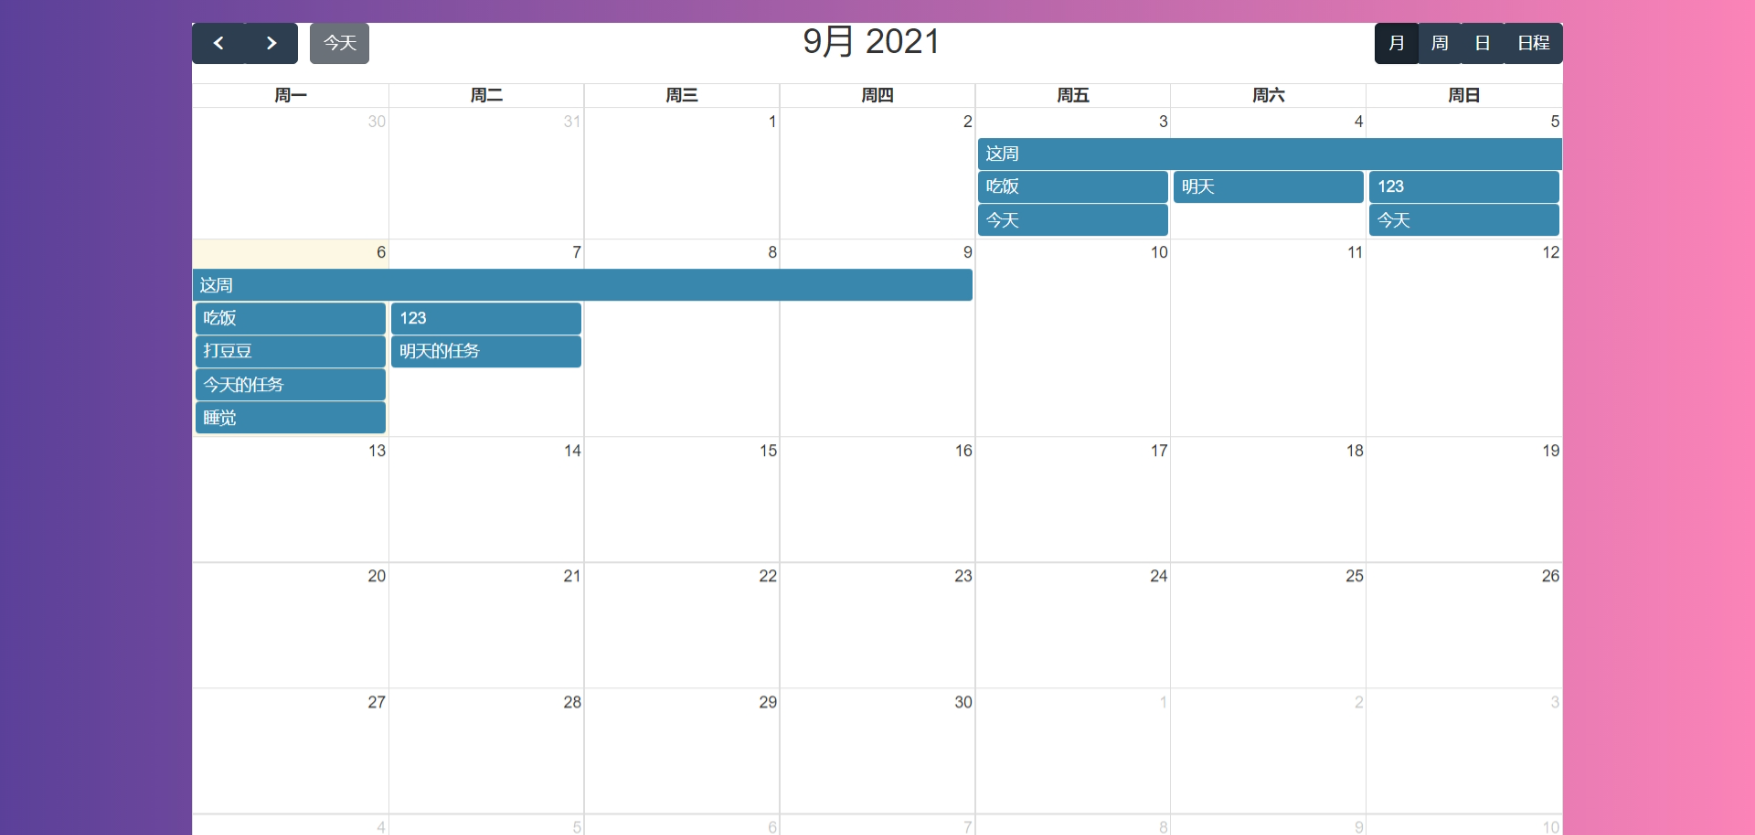 今天
9月 2021
月 周 日 日程
周一 周二 周三 周四 周五 周六 周日
30 31 1 2 3 4 5
这周
吃饭 明天 123
今天 今天
6 7 8 9 10 11 12
这周
吃饭 123
打豆豆 明天的任务
今天的任务
睡觉
13 14 15 16 17 18 19
20 21 22 23 24 25 26
27 28 29 30 1 2 3
4 5 6 7 8 9 10